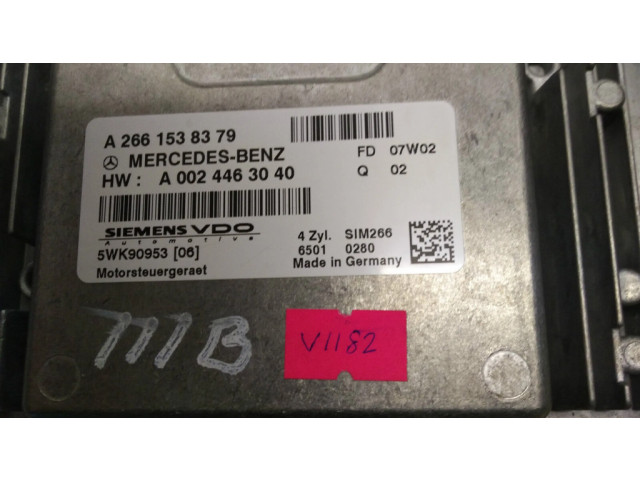 A 266 153 83 79
MERCEDES-BENZ
HW : A 002 446 30 40
FD 07W02
Q 02
SIEMENS VDO
Automotive
5WK90953 [06]
Motorsteuergeraet
4 Zyl. SIM266
6501 0280
Made in Germany
111B
V1182